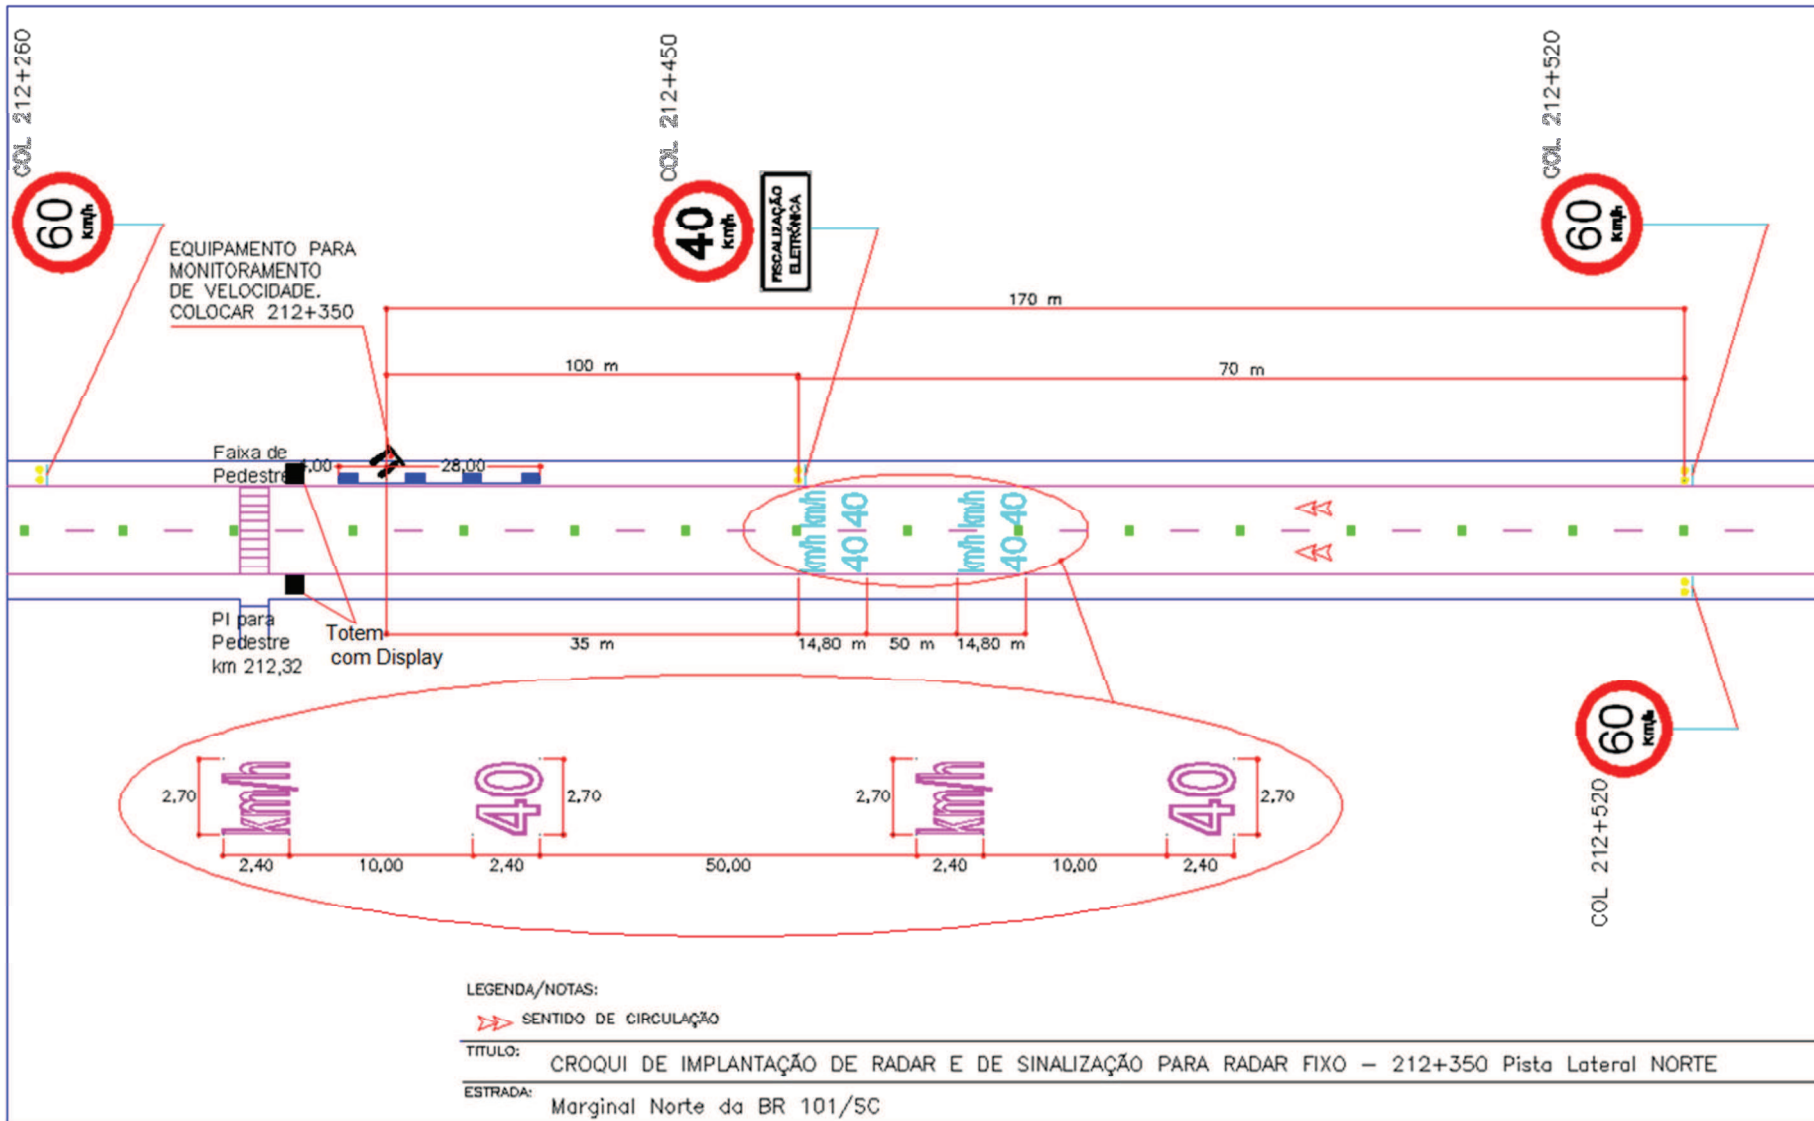 COL 212+260
60
km/h
EQUIPAMENTO PARA
MONITORAMENTO
DE VELOCIDADE.
COLOCAR 212+350
COL 212+450
40
km/h
FISCALIZAÇÃO
ELETRÔNICA
COL 212+520
60
km/h
170 m
100 m
70 m
Faixa de
Pedestre
4,00
28,00
km/h km/h
40 40
km/h km/h
40 40
PI para
Pedestre
km 212,32
Totem
com Display
35 m
14,80 m
50 m
14,80 m
60
km/h
COL 212+520
2,70
km/h
40
2,70
2,70
km/h
40
2,70
2,40
10,00
2,40
50,00
2,40
10,00
2,40
LEGENDA/NOTAS:
SENTIDO DE CIRCULAÇÃO
TITULO: CROQUI DE IMPLANTAÇÃO DE RADAR E DE SINALIZAÇÃO PARA RADAR FIXO – 212+350 Pista Lateral NORTE
ESTRADA: Marginal Norte da BR 101/SC